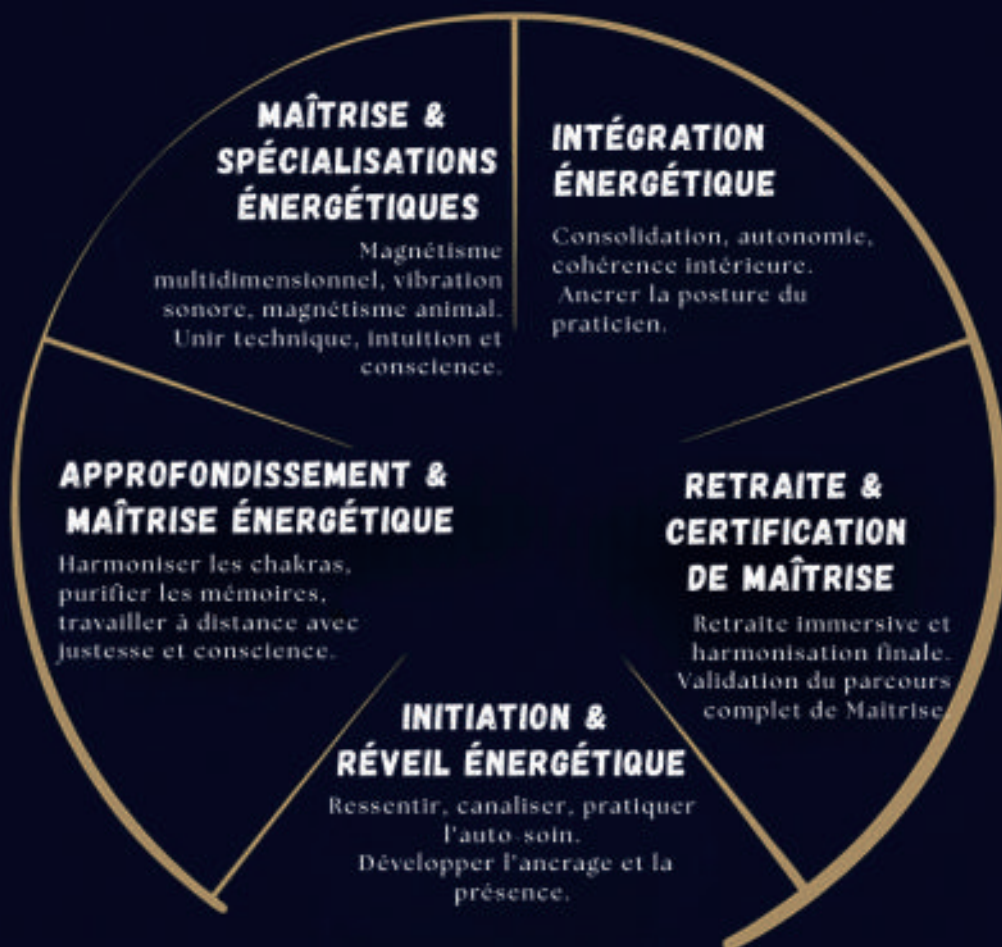 MAÎTRISE &
SPÉCIALISATIONS
ÉNERGÉTIQUES
Magnétisme
multidimensionnel, vibration
sonore, magnétisme animal.
Unir technique, intuition et
conscience.
INTÉGRATION
ÉNERGÉTIQUE
Consolidation, autonomie,
cohérence intérieure.
Ancrer la posture du
praticien.
APPROFONDISSEMENT &
MAÎTRISE ÉNERGÉTIQUE
Harmoniser les chakras,
purifier les mémoires,
travailler à distance avec
justesse et conscience.
RETRAITE &
CERTIFICATION
DE MAÎTRISE
Retraite immersive et
harmonisation finale.
Validation du parcours
complet de Maîtrise.
INITIATION &
RÉVEIL ÉNERGÉTIQUE
Ressentir, canaliser, pratiquer
l'auto-soin.
Développer l'ancrage et la
présence.